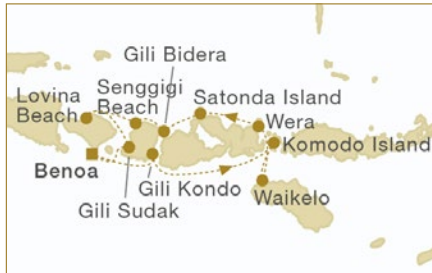 Gili Bidera
Senggigi
Beach
Lovina
Beach
Satonda Island
Wera
Komodo Island
Benoa
Gili Kondo
Gili Sudak
Waikelo